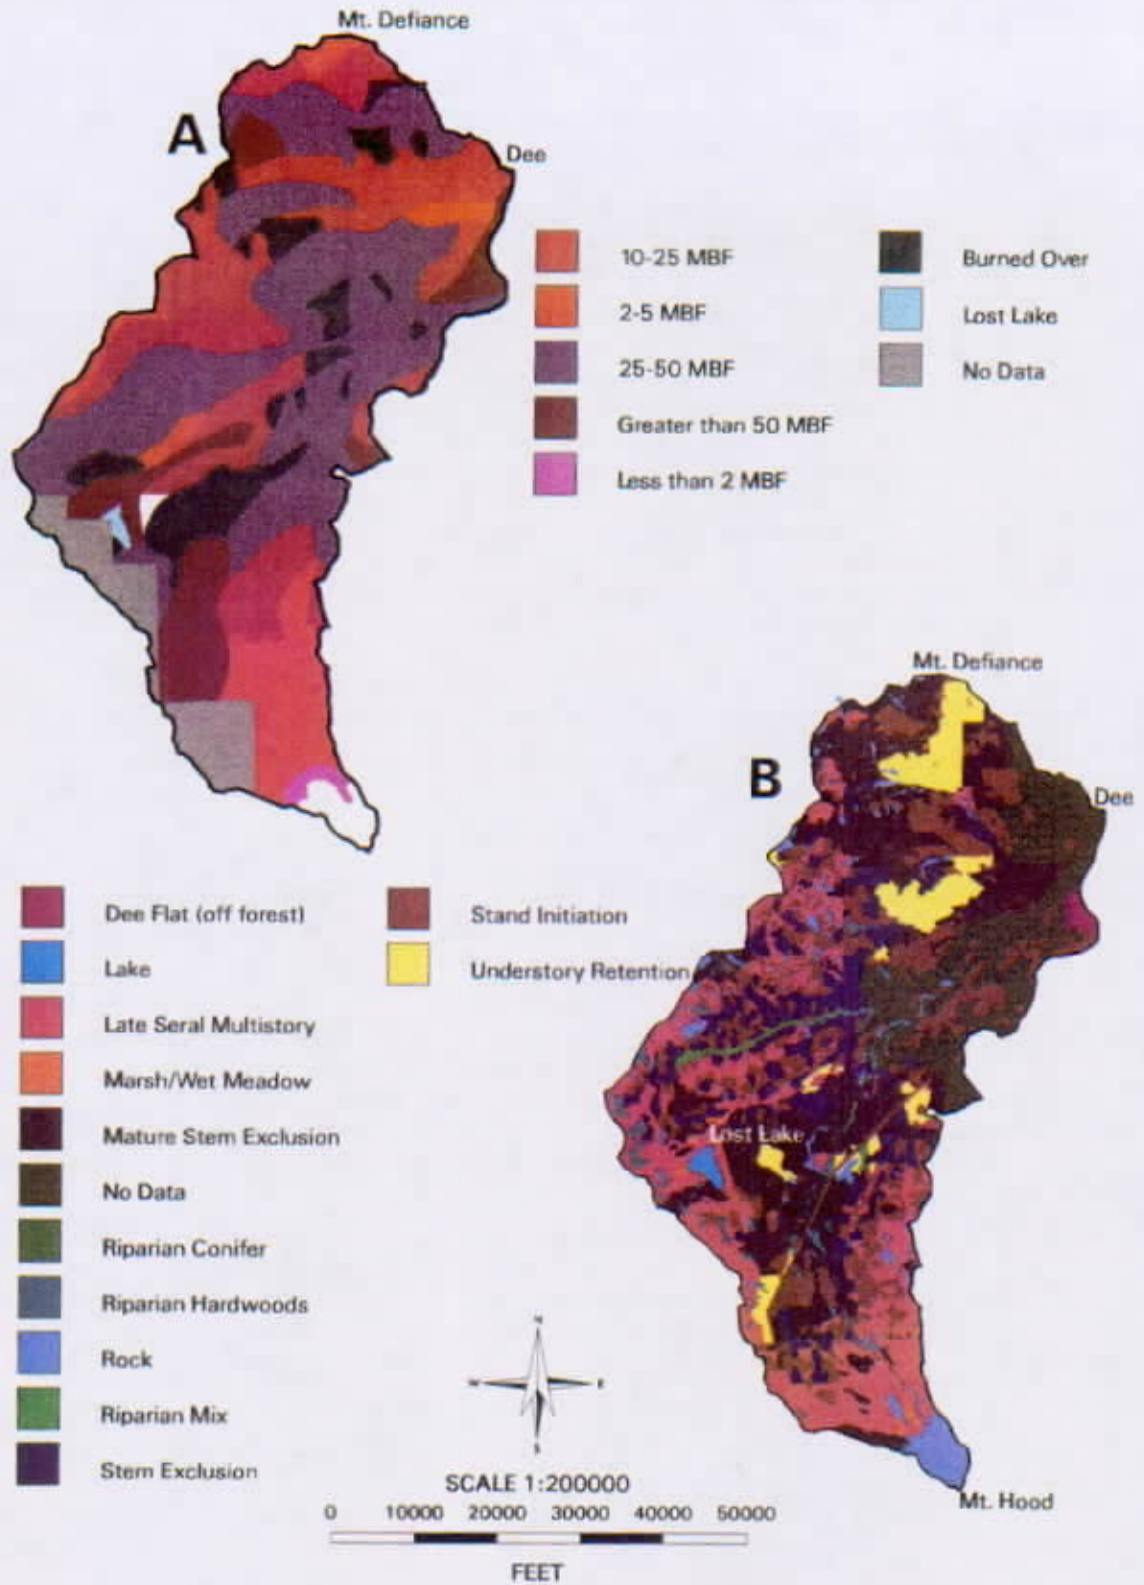 Mt. Defiance
A
Dee
10-25 MBF
2-5 MBF
25-50 MBF
Greater than 50 MBF
Less than 2 MBF
Burned Over
Lost Lake
No Data
Mt. Defiance
B
Dee
Lost Lake
Mt. Hood
Dee Flat (off forest)
Lake
Late Seral Multistory
Marsh/Wet Meadow
Mature Stem Exclusion
No Data
Riparian Conifer
Riparian Hardwoods
Rock
Riparian Mix
Stem Exclusion
Stand Initiation
Understory Retention
N
W E
S
SCALE 1:200000
0 10000 20000 30000 40000 50000
FEET